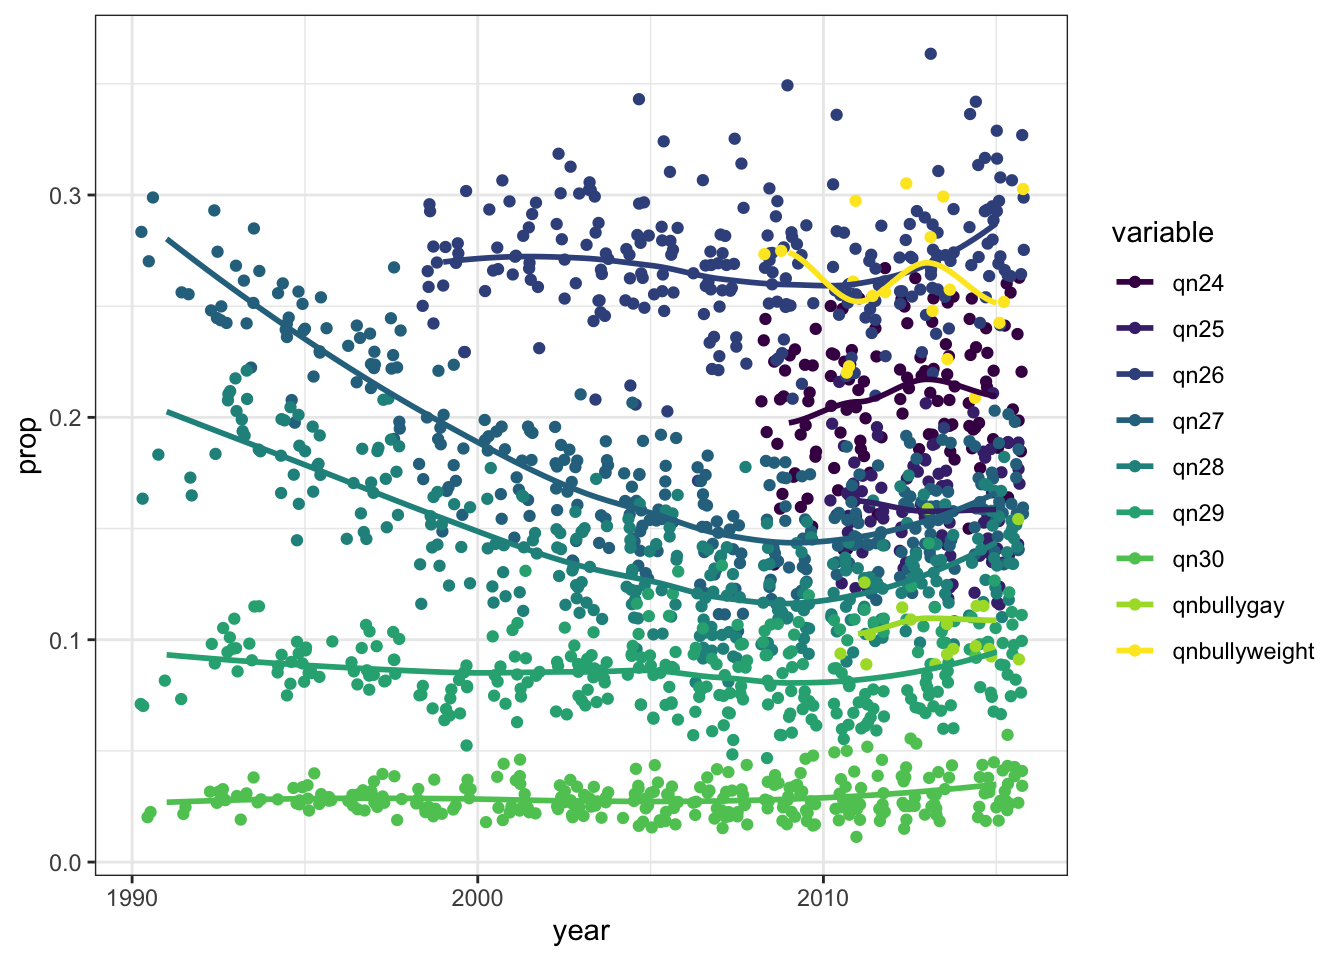 prop
0.3
0.2
0.1
0.0
1990
2000
2010
year
variable
qn24
qn25
qn26
qn27
qn28
qn29
qn30
qnbullygay
qnbullyweight